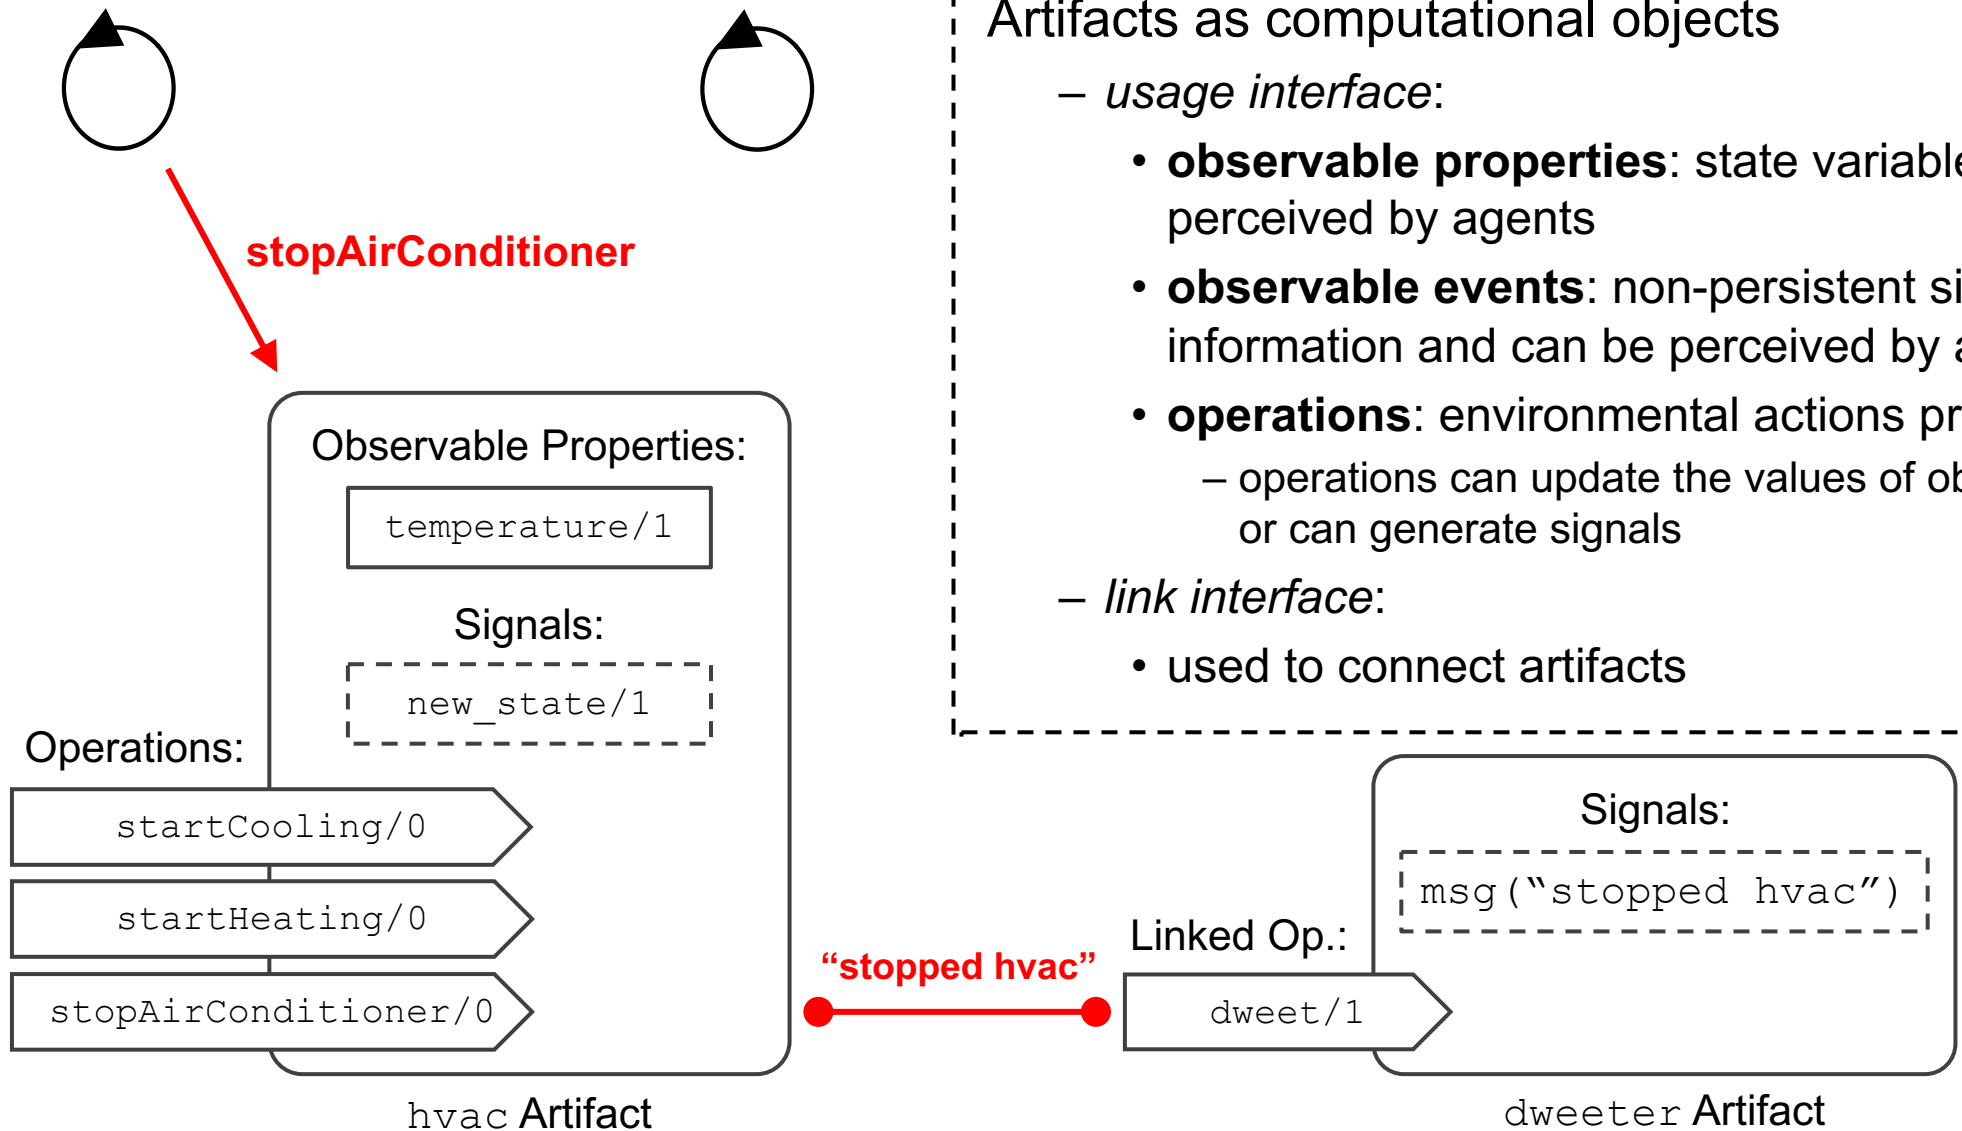 Artifacts as computational objects
– usage interface:
• observable properties: state variable
perceived by agents
• observable events: non-persistent si
information and can be perceived by a
• operations: environmental actions pr
– operations can update the values of ob
or can generate signals
– link interface:
• used to connect artifacts
stopAirConditioner
Observable Properties:
temperature/1
Signals:
new_state/1
Operations:
startCooling/0
startHeating/0
stopAirConditioner/0
hvac Artifact
“stopped hvac”
Linked Op.:
dweet/1
Signals:
msg(“stopped hvac”)
dweeter Artifact